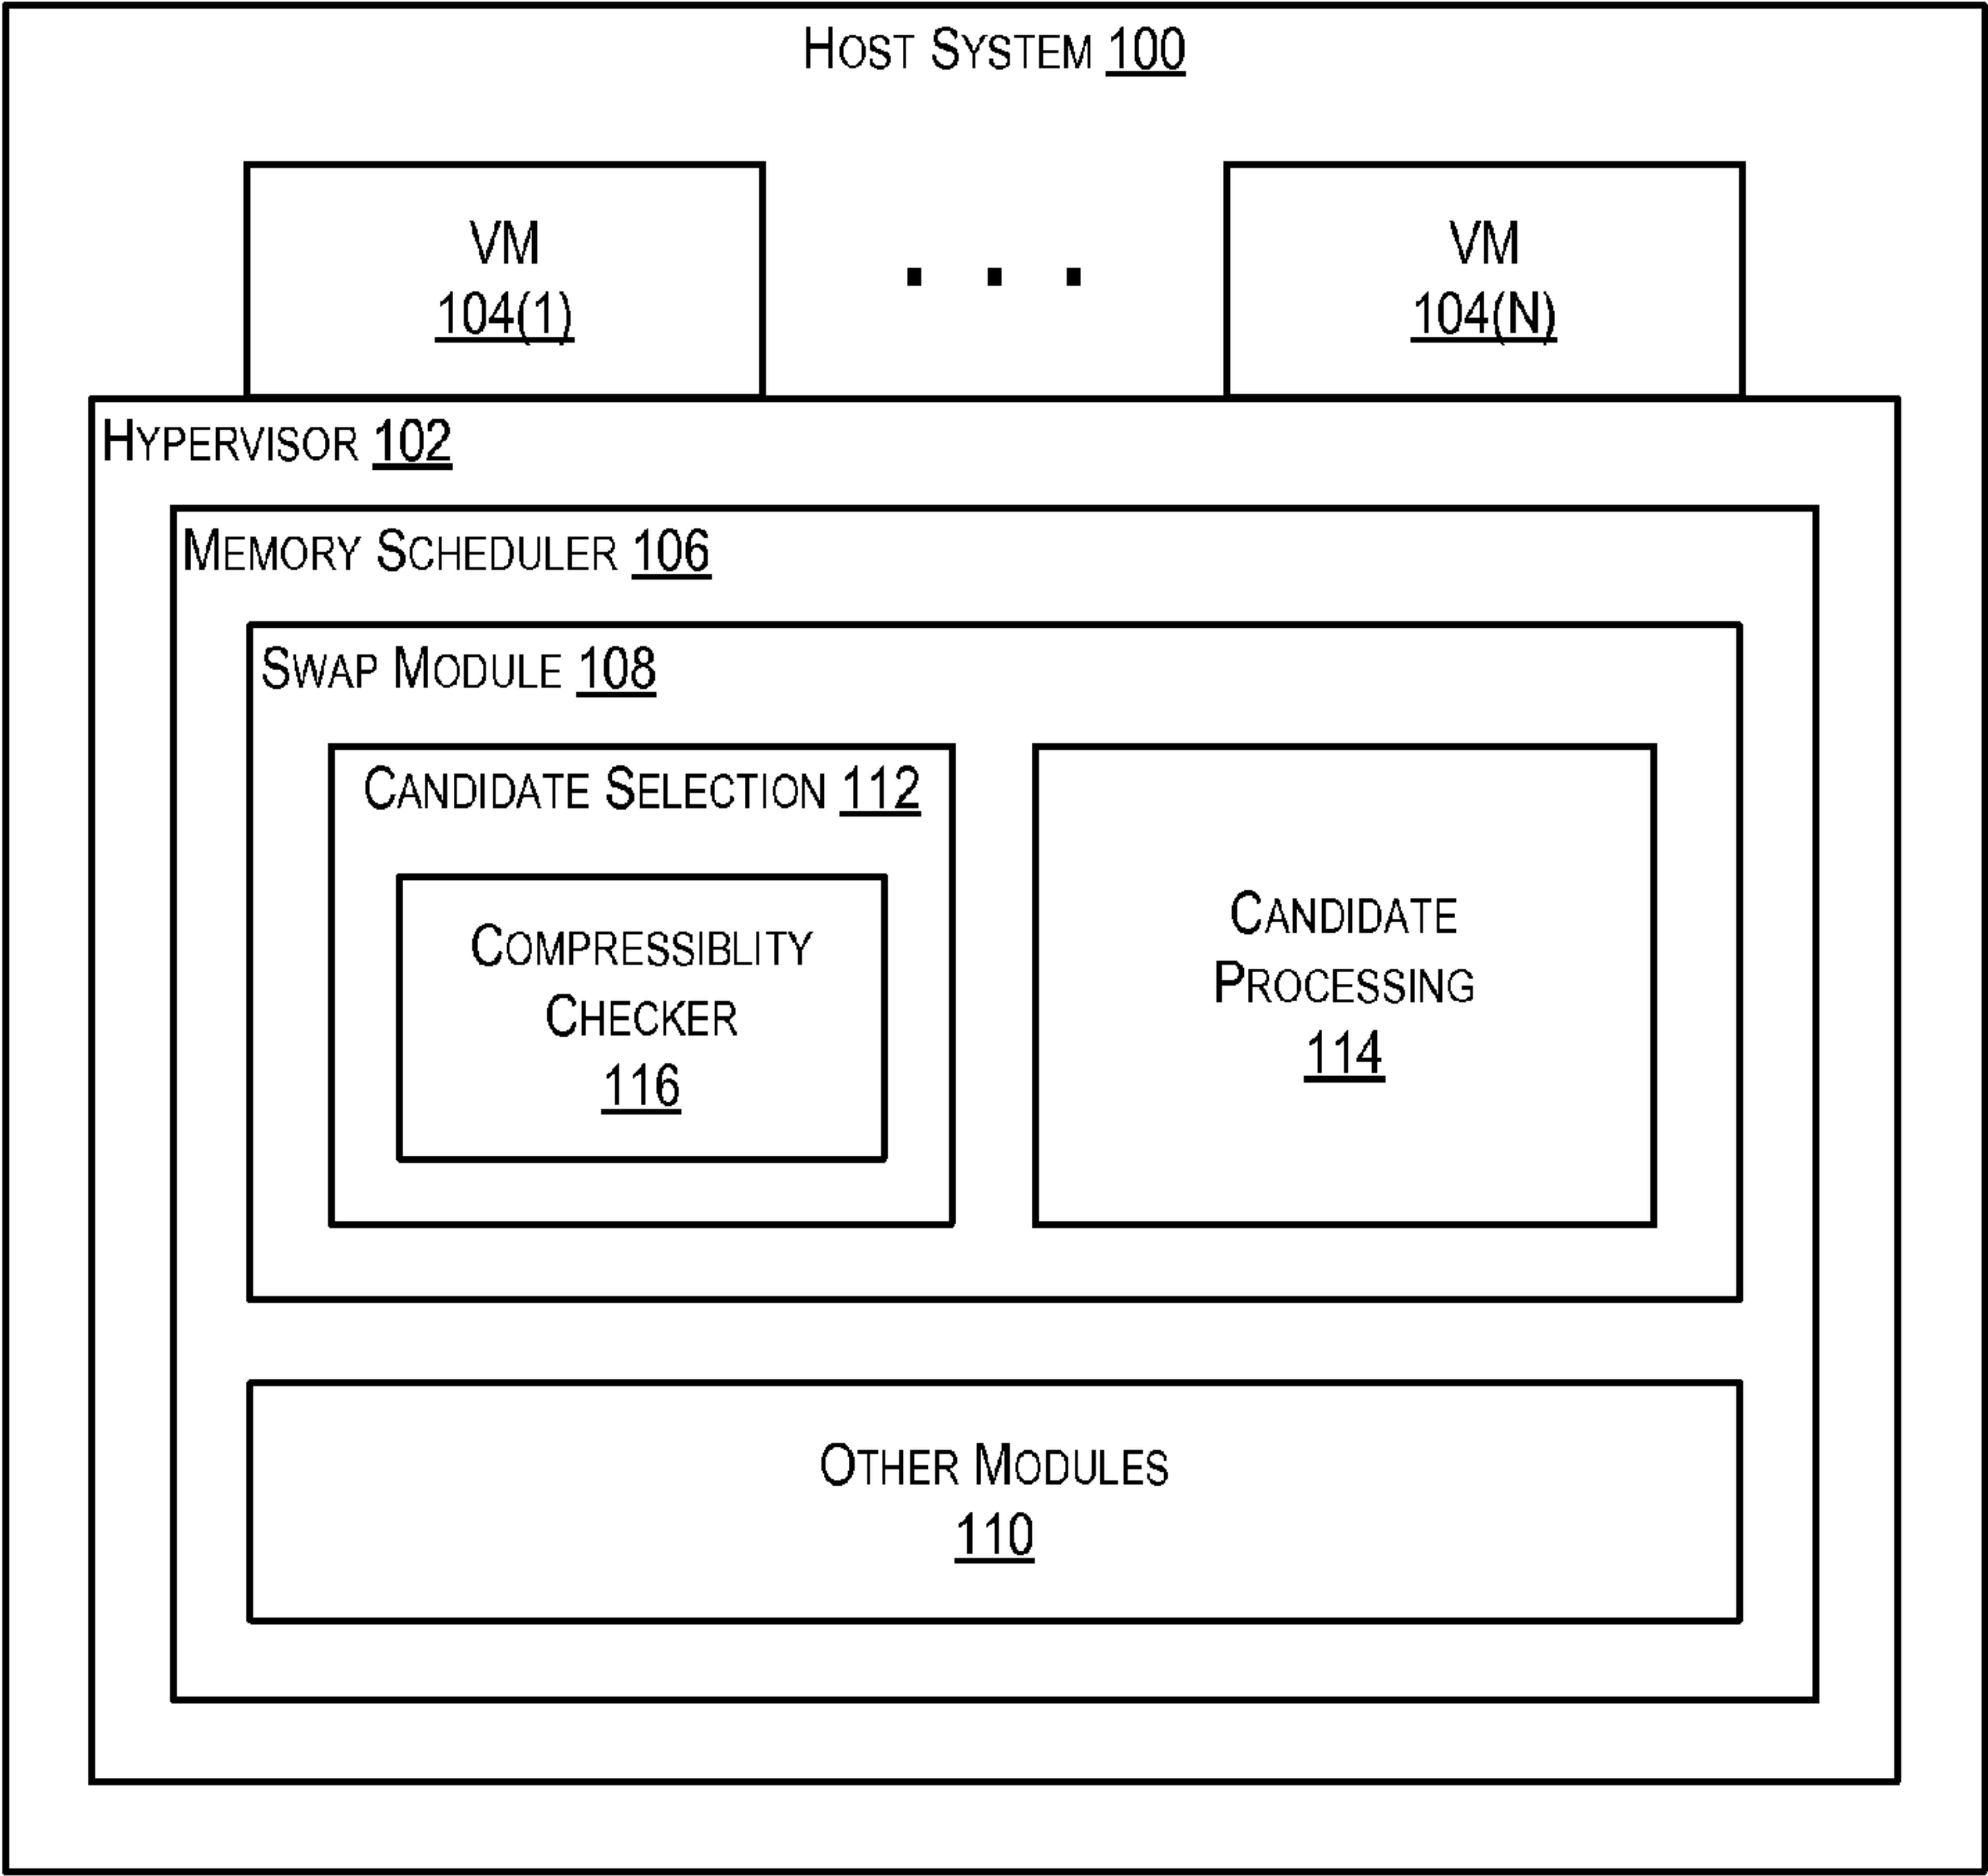 HOST SYSTEM 100
VM
104(1)
. . .
VM
104(N)
HYPERVISOR 102
MEMORY SCHEDULER 106
SWAP MODULE 108
CANDIDATE SELECTION 112
COMPRESSIBLITY
CHECKER
116
CANDIDATE
PROCESSING
114
OTHER MODULES
110